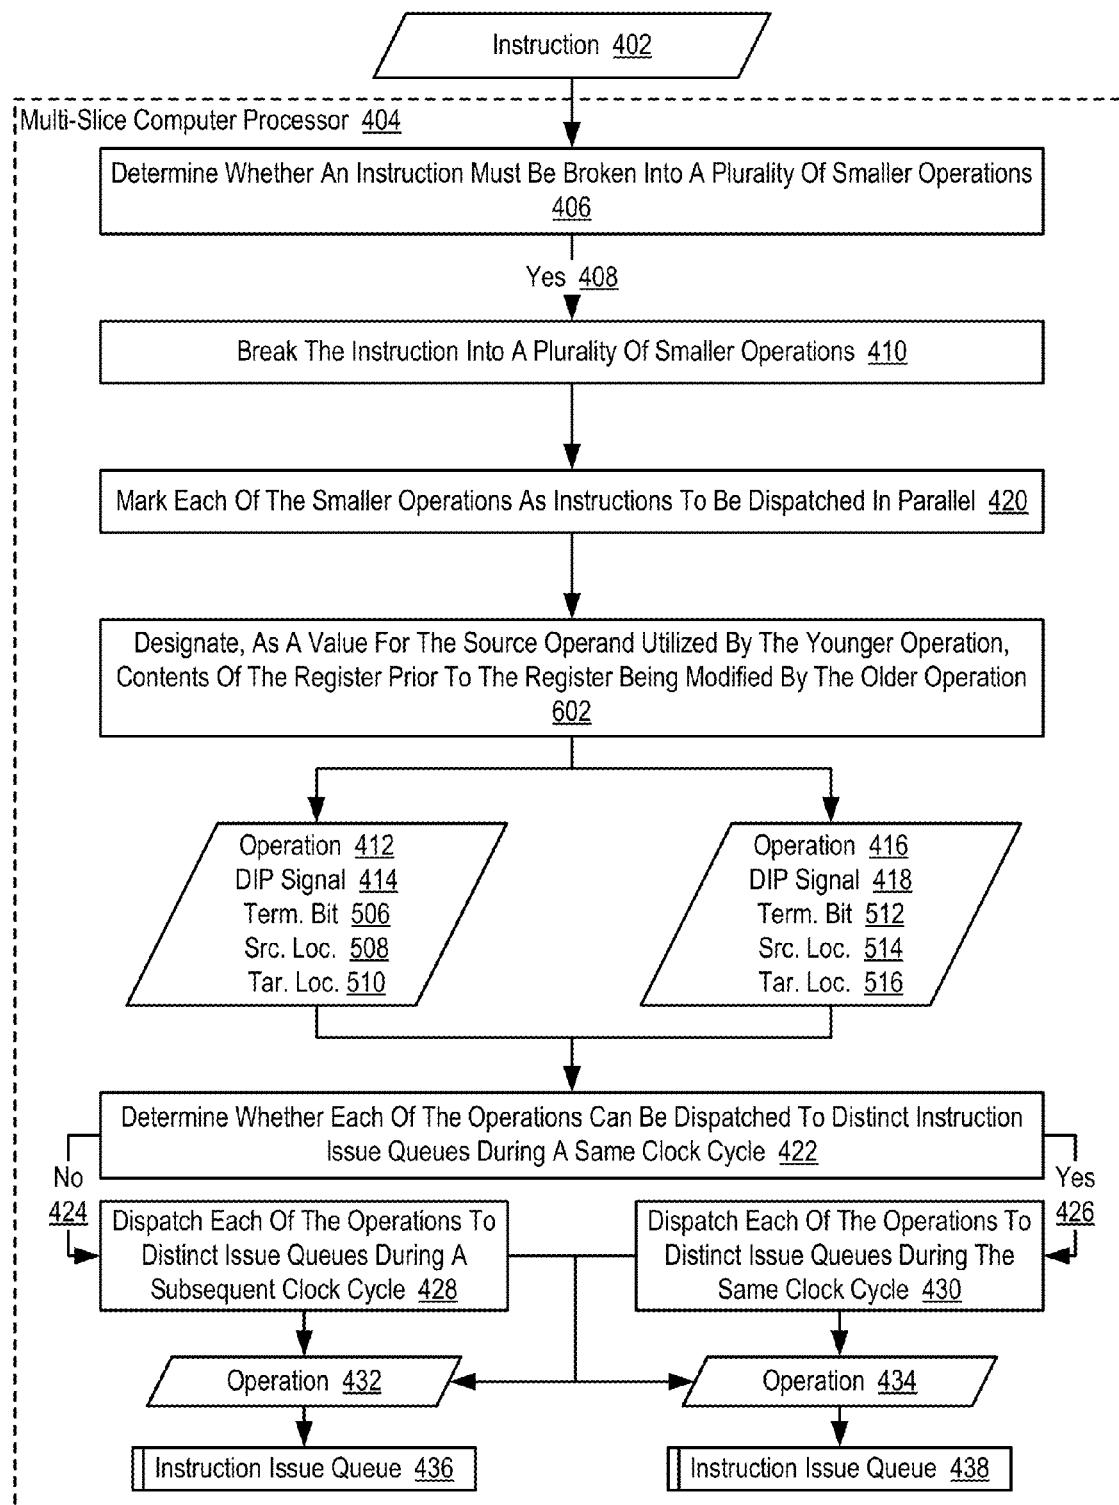 Instruction 402
Multi-Slice Computer Processor 404
Determine Whether An Instruction Must Be Broken Into A Plurality Of Smaller Operations
406
Yes 408
Break The Instruction Into A Plurality Of Smaller Operations 410
Mark Each Of The Smaller Operations As Instructions To Be Dispatched In Parallel 420
Designate, As A Value For The Source Operand Utilized By The Younger Operation,
Contents Of The Register Prior To The Register Being Modified By The Older Operation
602
Operation 412
DIP Signal 414
Term. Bit 506
Src. Loc. 508
Tar. Loc. 510
Operation 416
DIP Signal 418
Term. Bit 512
Src. Loc. 514
Tar. Loc. 516
Determine Whether Each Of The Operations Can Be Dispatched To Distinct Instruction
Issue Queues During A Same Clock Cycle 422
No
424
Yes
426
Dispatch Each Of The Operations To
Distinct Issue Queues During A
Subsequent Clock Cycle 428
Dispatch Each Of The Operations To
Distinct Issue Queues During The
Same Clock Cycle 430
Operation 432
Operation 434
Instruction Issue Queue 436
Instruction Issue Queue 438